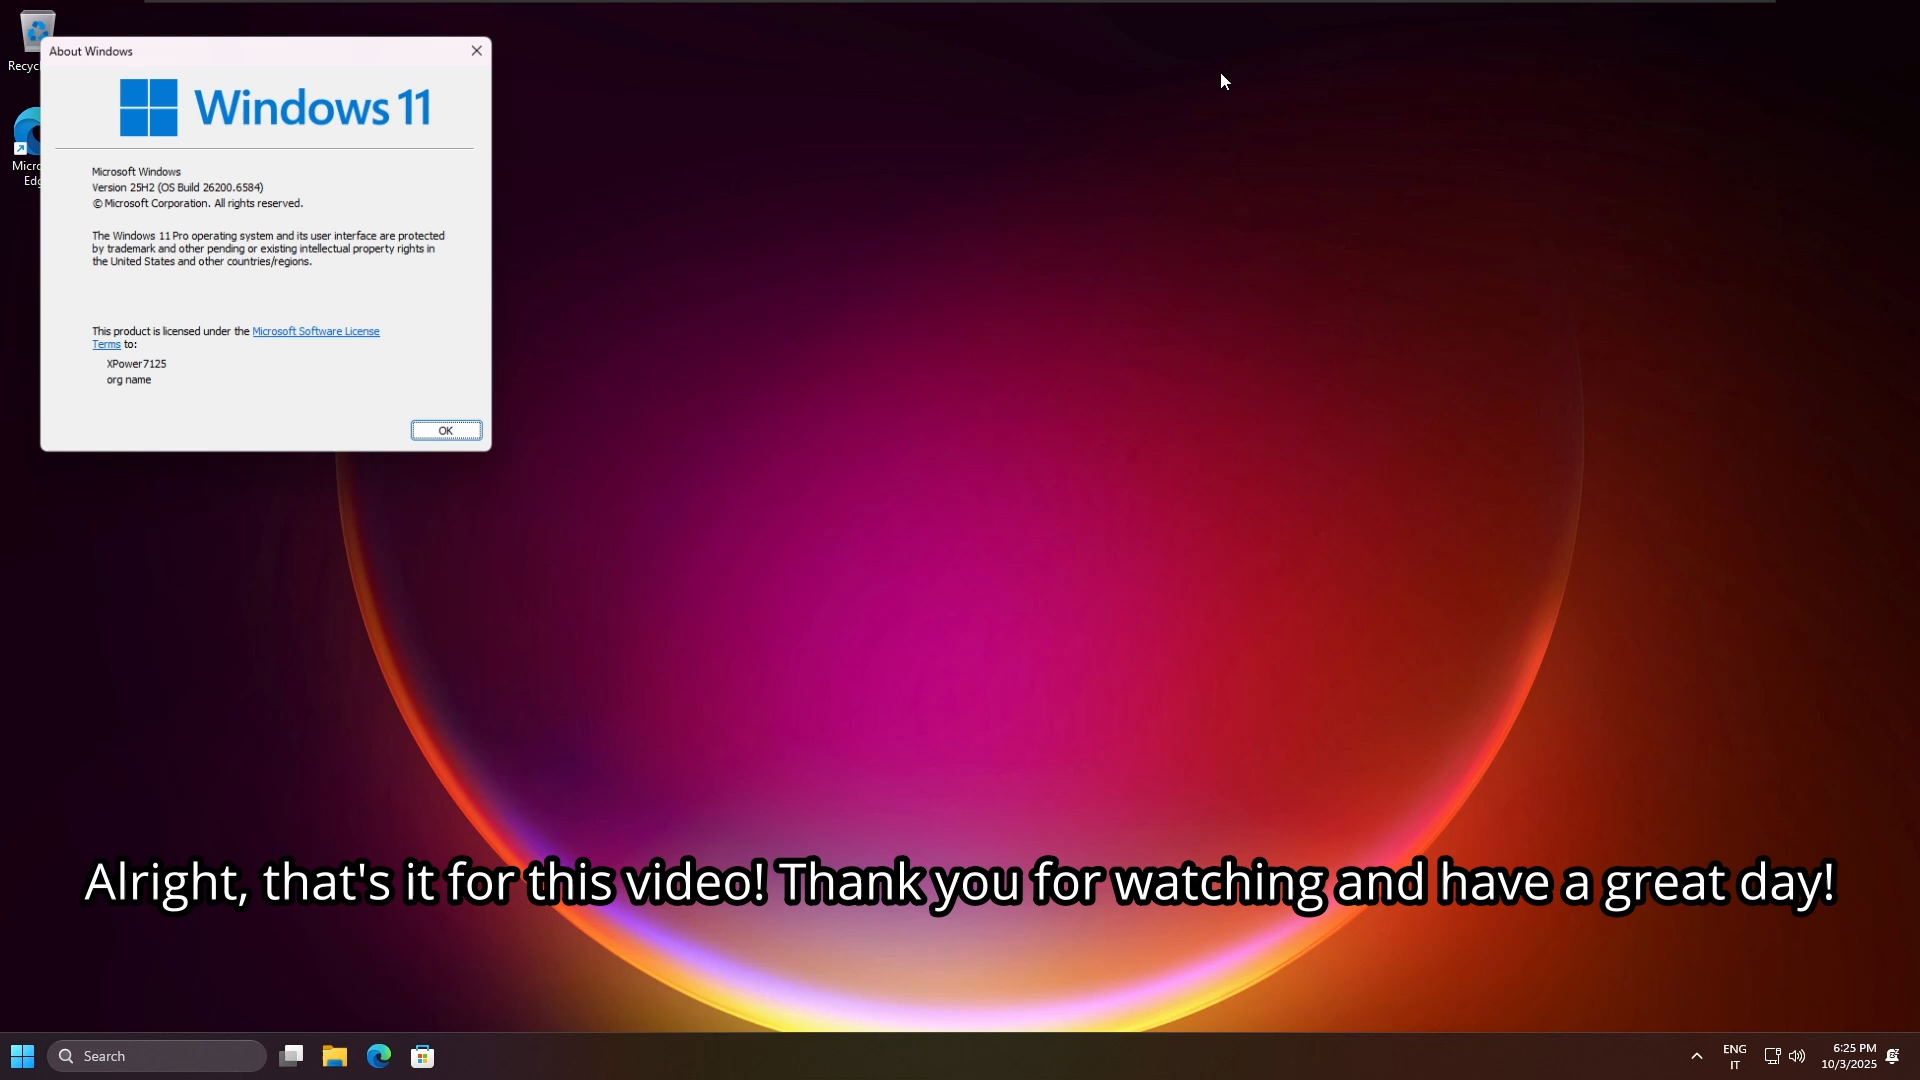 Recyc
Micro
Edg
About Windows
Windows 11
Microsoft Windows
Version 25H2 (OS Build 26200.6584)
© Microsoft Corporation. All rights reserved.
The Windows 11 Pro operating system and its user interface are protected
by trademark and other pending or existing intellectual property rights in
the United States and other countries/regions.
This product is licensed under the Microsoft Software License
Terms to:
XPower7125
org name
OK
Alright, that's it for this video! Thank you for watching and have a great day!
Search
ENG
IT
6:25 PM
10/3/2025